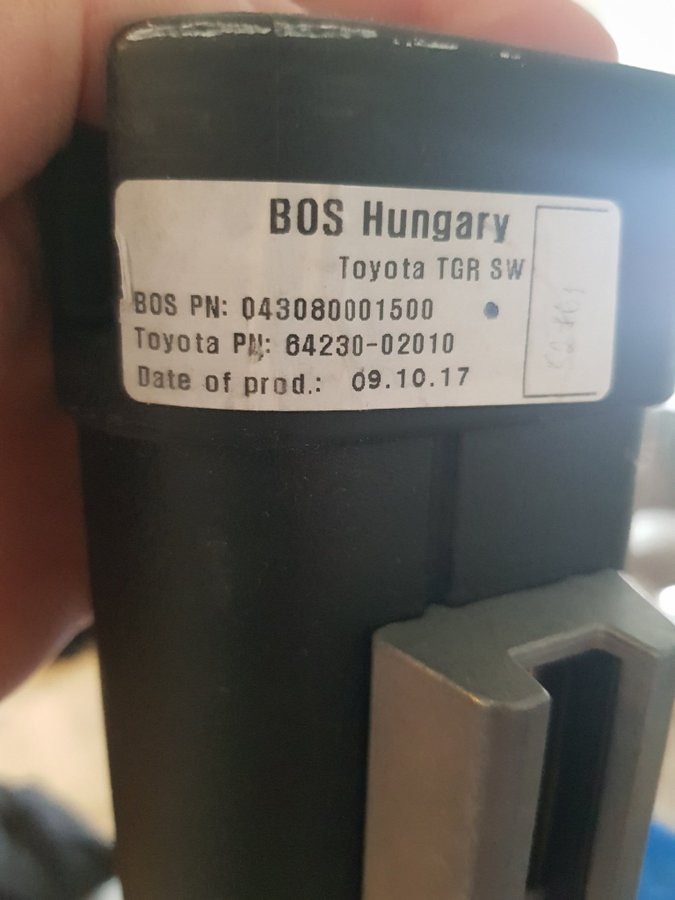 BOS Hungary
Toyota TGR SW
BOS PN: 043080001500
Toyota PN: 64230-02010
Date of prod.: 09.10.17